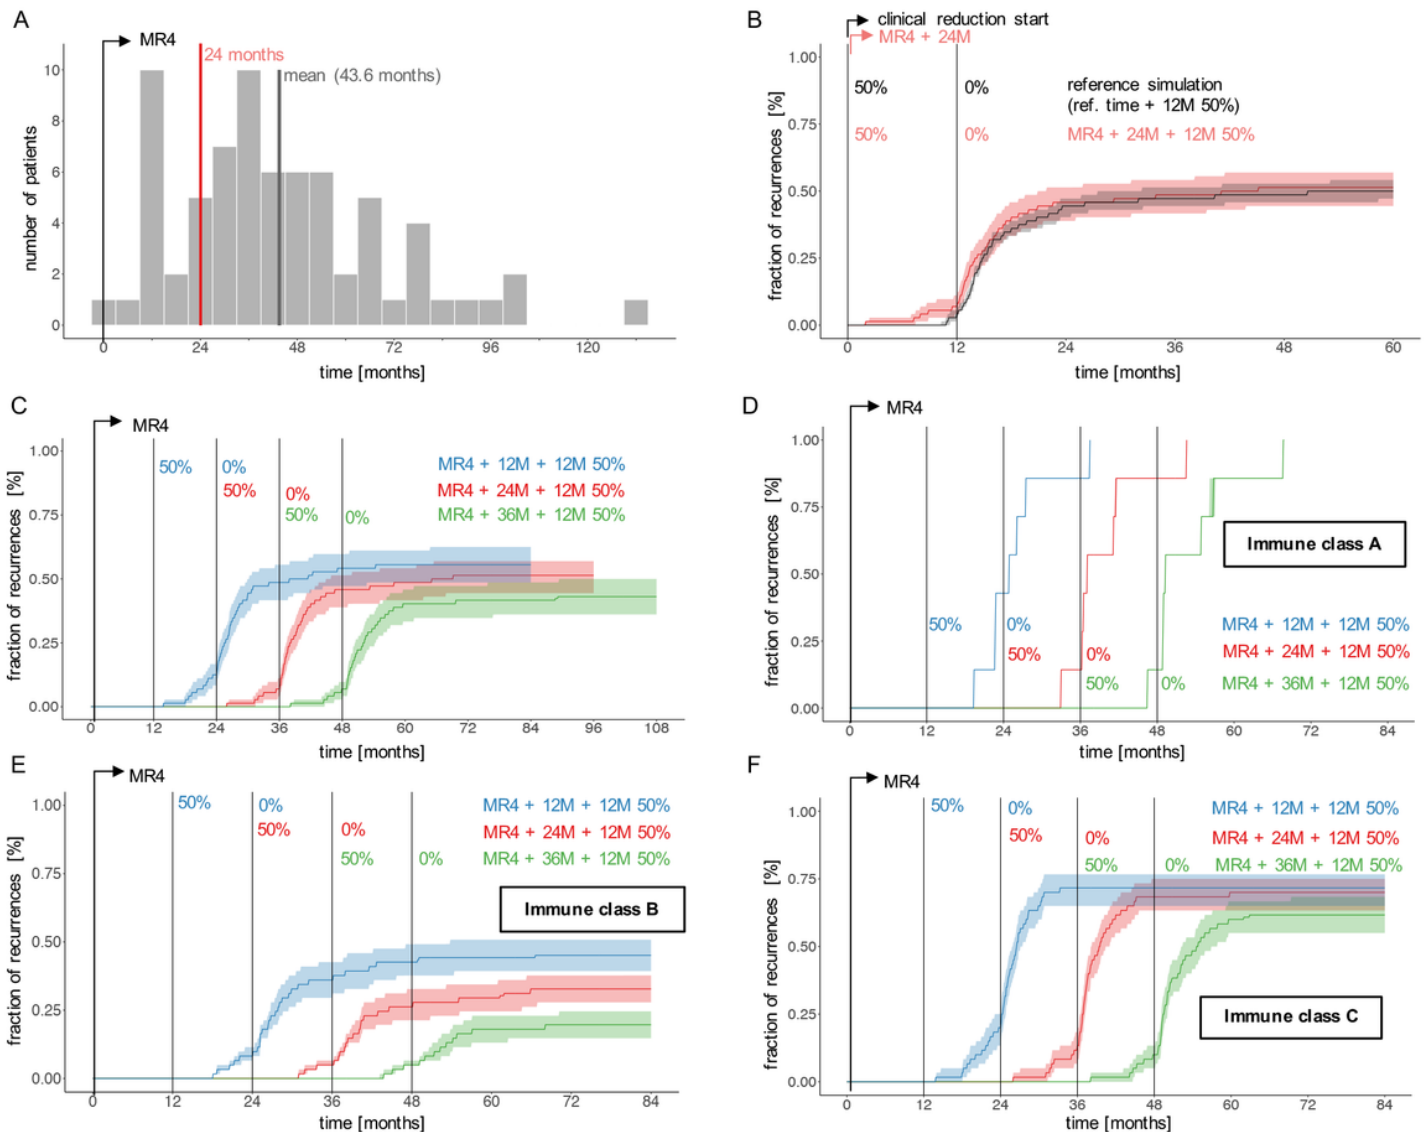 A
MR4
24 months
mean (43.6 months)
number of patients
10
8
6
4
2
0
0 24 48 72 96 120
time [months]
B
clinical reduction start
MR4 + 24M
50% 0% reference simulation
(ref. time + 12M 50%)
50% 0% MR4 + 24M + 12M 50%
fraction of recurrences [%]
1.00
0.75
0.50
0.25
0.00
0 12 24 36 48 60
time [months]
C
MR4
50% 0% MR4 + 12M + 12M 50%
50% 0% MR4 + 24M + 12M 50%
50% 0% MR4 + 36M + 12M 50%
fraction of recurrences [%]
1.00
0.75
0.50
0.25
0.00
0 12 24 36 48 60 72 84 96 108
time [months]
D
MR4
Immune class A
50% 0% MR4 + 12M + 12M 50%
50% 0% MR4 + 24M + 12M 50%
50% 0% MR4 + 36M + 12M 50%
fraction of recurrences [%]
1.00
0.75
0.50
0.25
0.00
0 12 24 36 48 60 72 84
time [months]
E
MR4
50% 0% MR4 + 12M + 12M 50%
50% 0% MR4 + 24M + 12M 50%
50% 0% MR4 + 36M + 12M 50%
Immune class B
fraction of recurrences [%]
1.00
0.75
0.50
0.25
0.00
0 12 24 36 48 60 72 84
time [months]
F
MR4
50% 0% MR4 + 12M + 12M 50%
50% 0% MR4 + 24M + 12M 50%
50% 0% MR4 + 36M + 12M 50%
Immune class C
fraction of recurrences [%]
1.00
0.75
0.50
0.25
0.00
0 12 24 36 48 60 72 84
time [months]